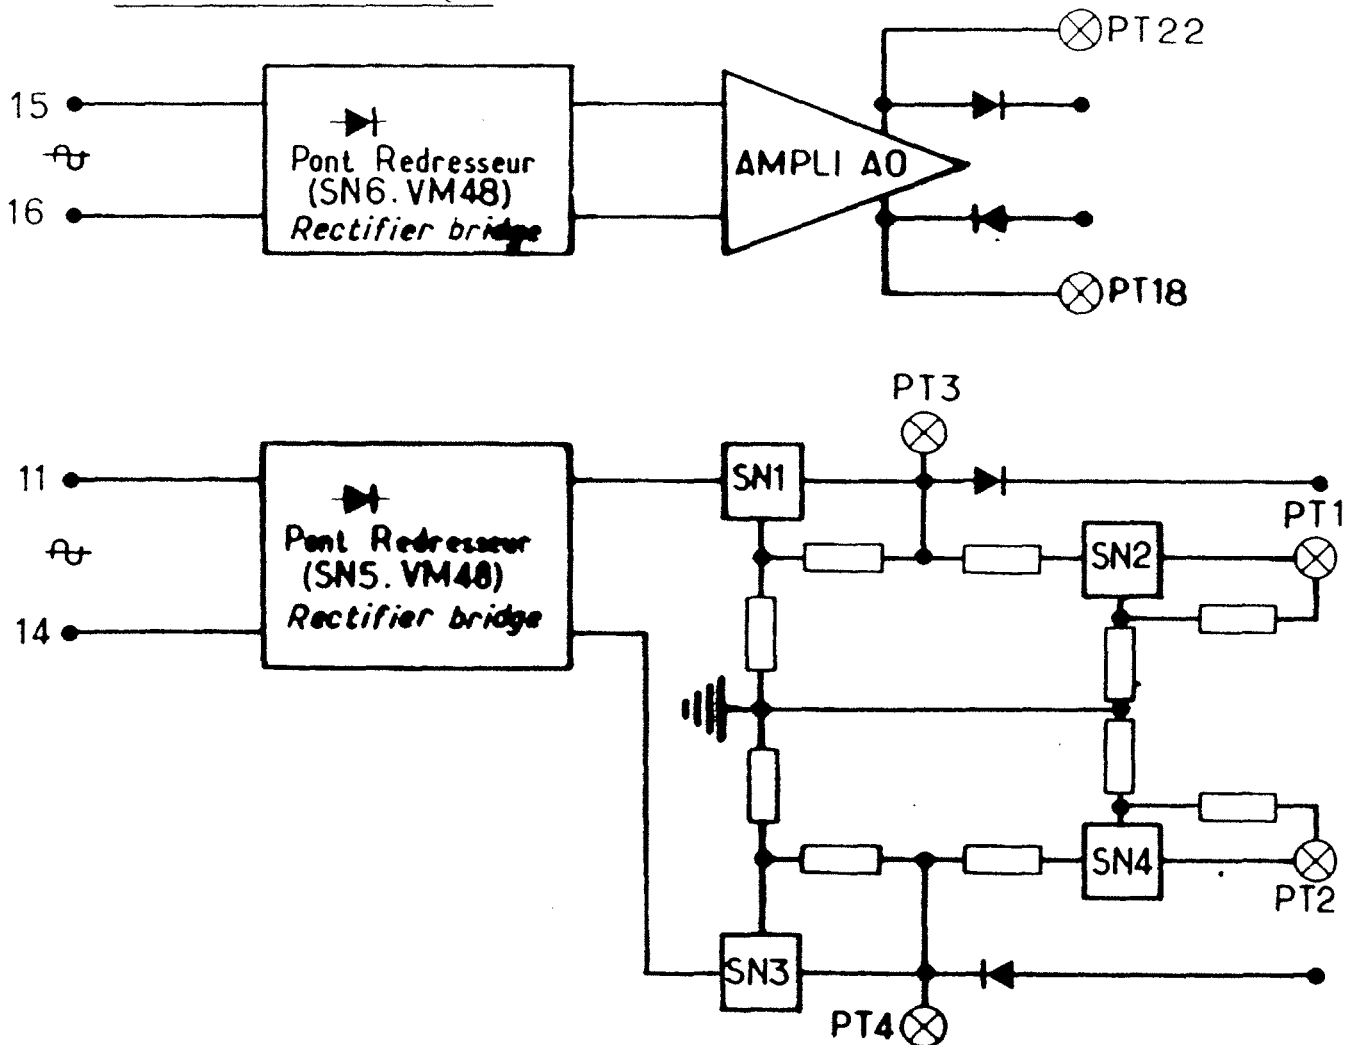 PT22
15
Pont Redresseur
(SN6.VM48)
Rectifier bridge
AMPLI AO
16
PT18
PT3
11
SN1
PT1
Pont Redresseur
(SN5.VM48)
Rectifier bridge
SN2
14
SN4
PT2
SN3
PT4